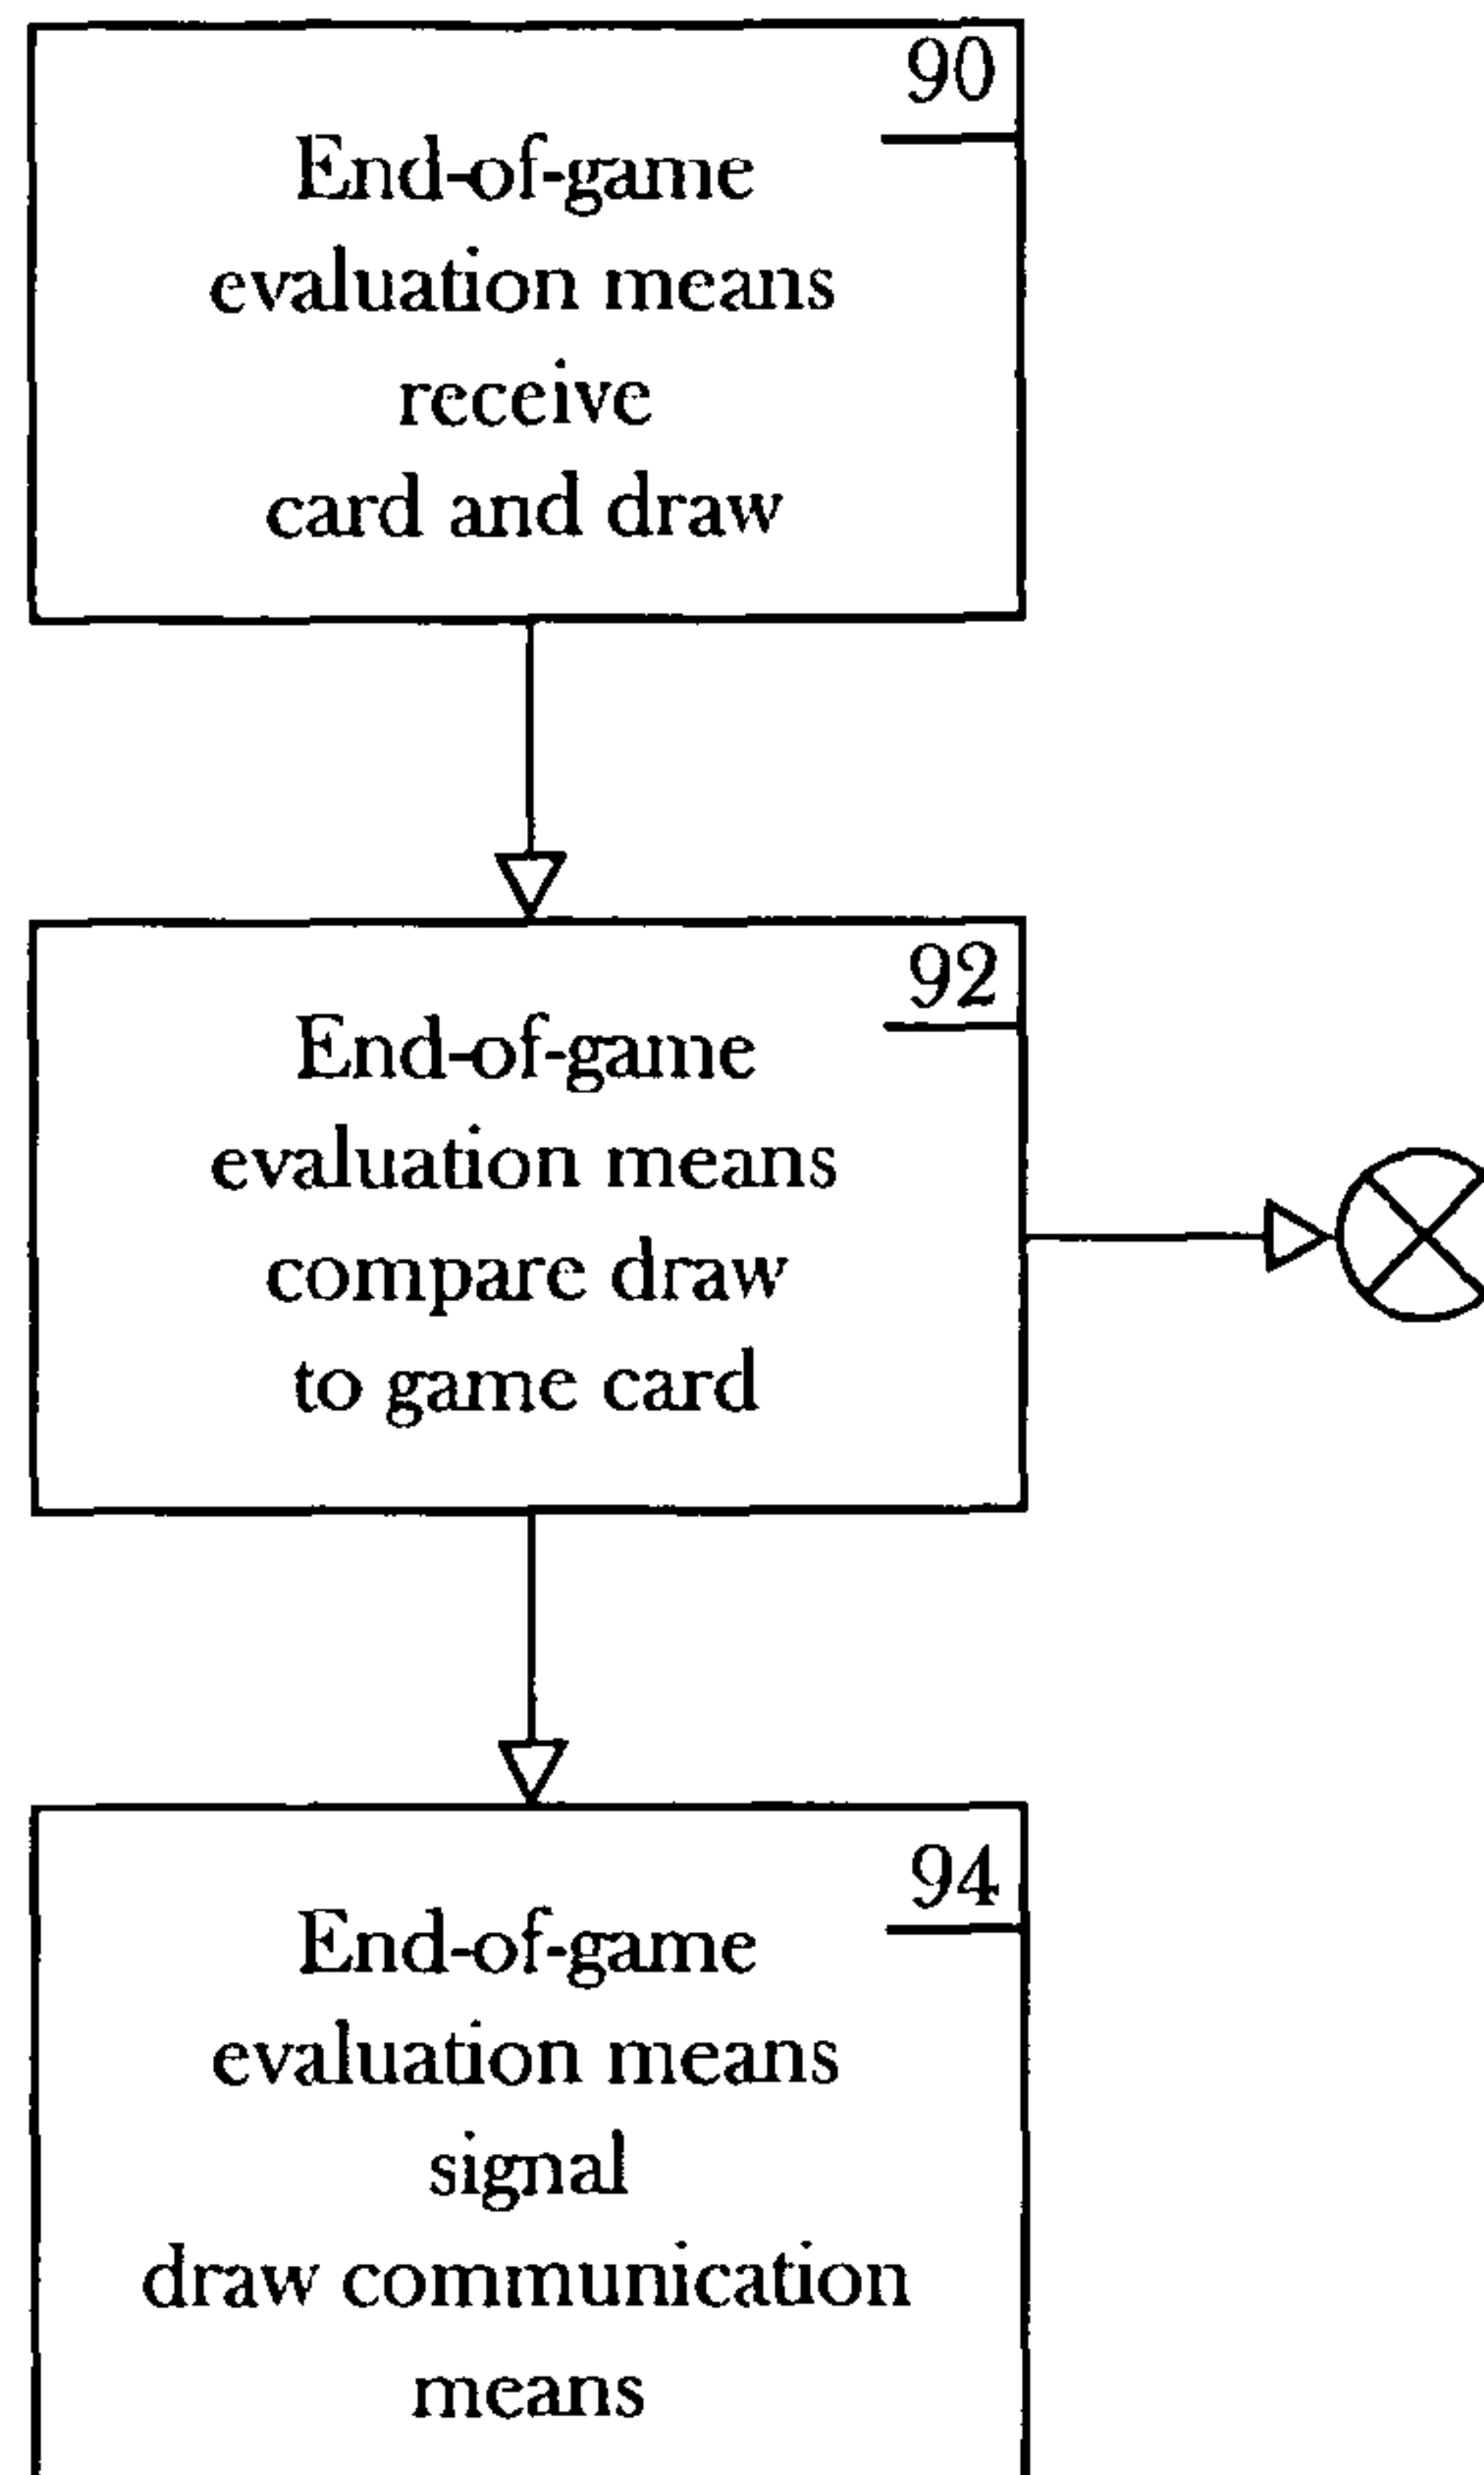 90
End-of-game
evaluation means
receive
card and draw
92
End-of-game
evaluation means
compare draw
to game card
94
End-of-game
evaluation means
signal
draw communication
means